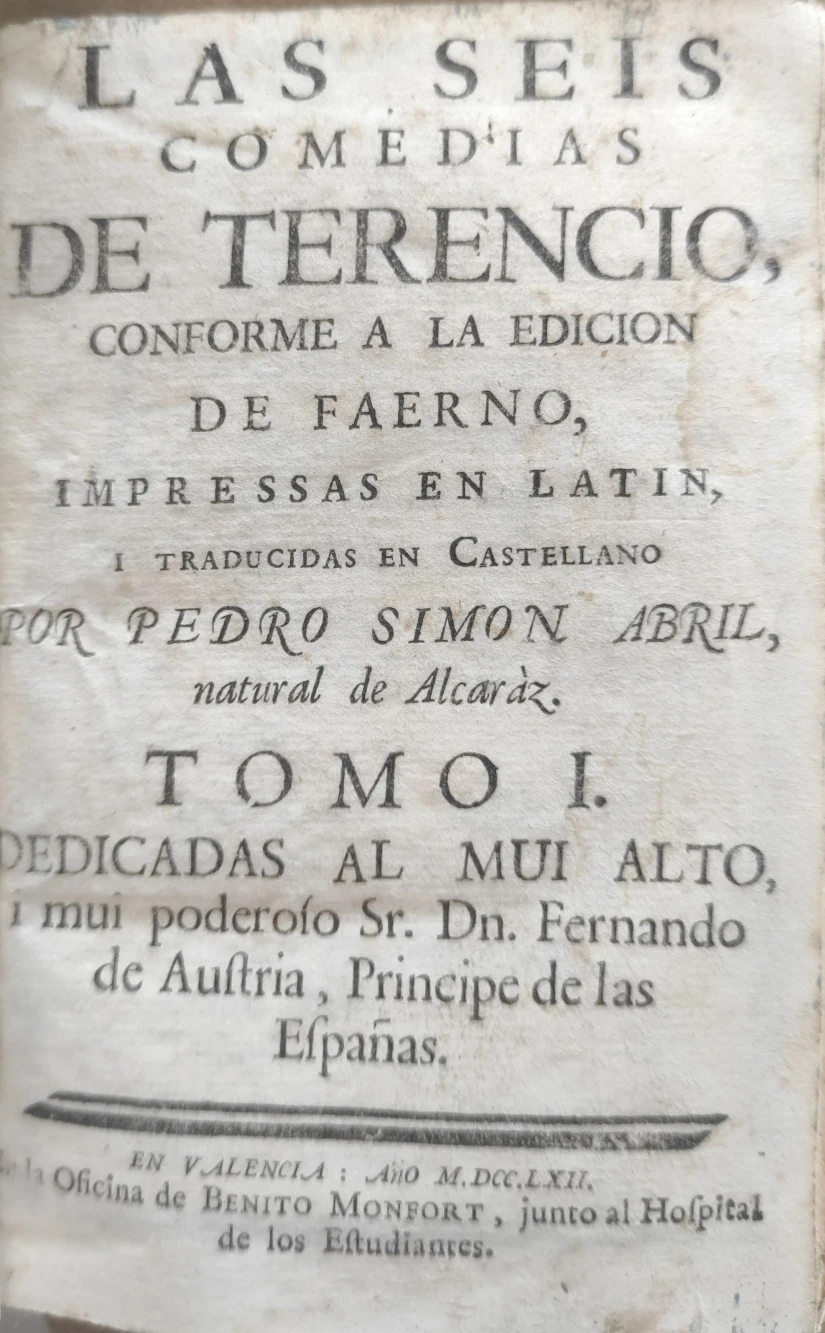 LAS SEIS
COMEDIAS
DE TERENCIO,
CONFORME A LA EDICION
DE FAERNO,
IMPRESSAS EN LATIN,
I TRADUCIDAS EN CASTELLANO
POR PEDRO SIMON ABRIL,
natural de Alcaràz.
TOMO I.
DEDICADAS AL MUI ALTO,
i mui poderoſo Sr. Dn. Fernando
de Auſtria, Principe de las
Eſpañas.
EN VALENCIA: Año M.DCC.LXII.
la Oficina de BENITO MONFORT, junto al Hoſpital
de los Eſtudiantes.